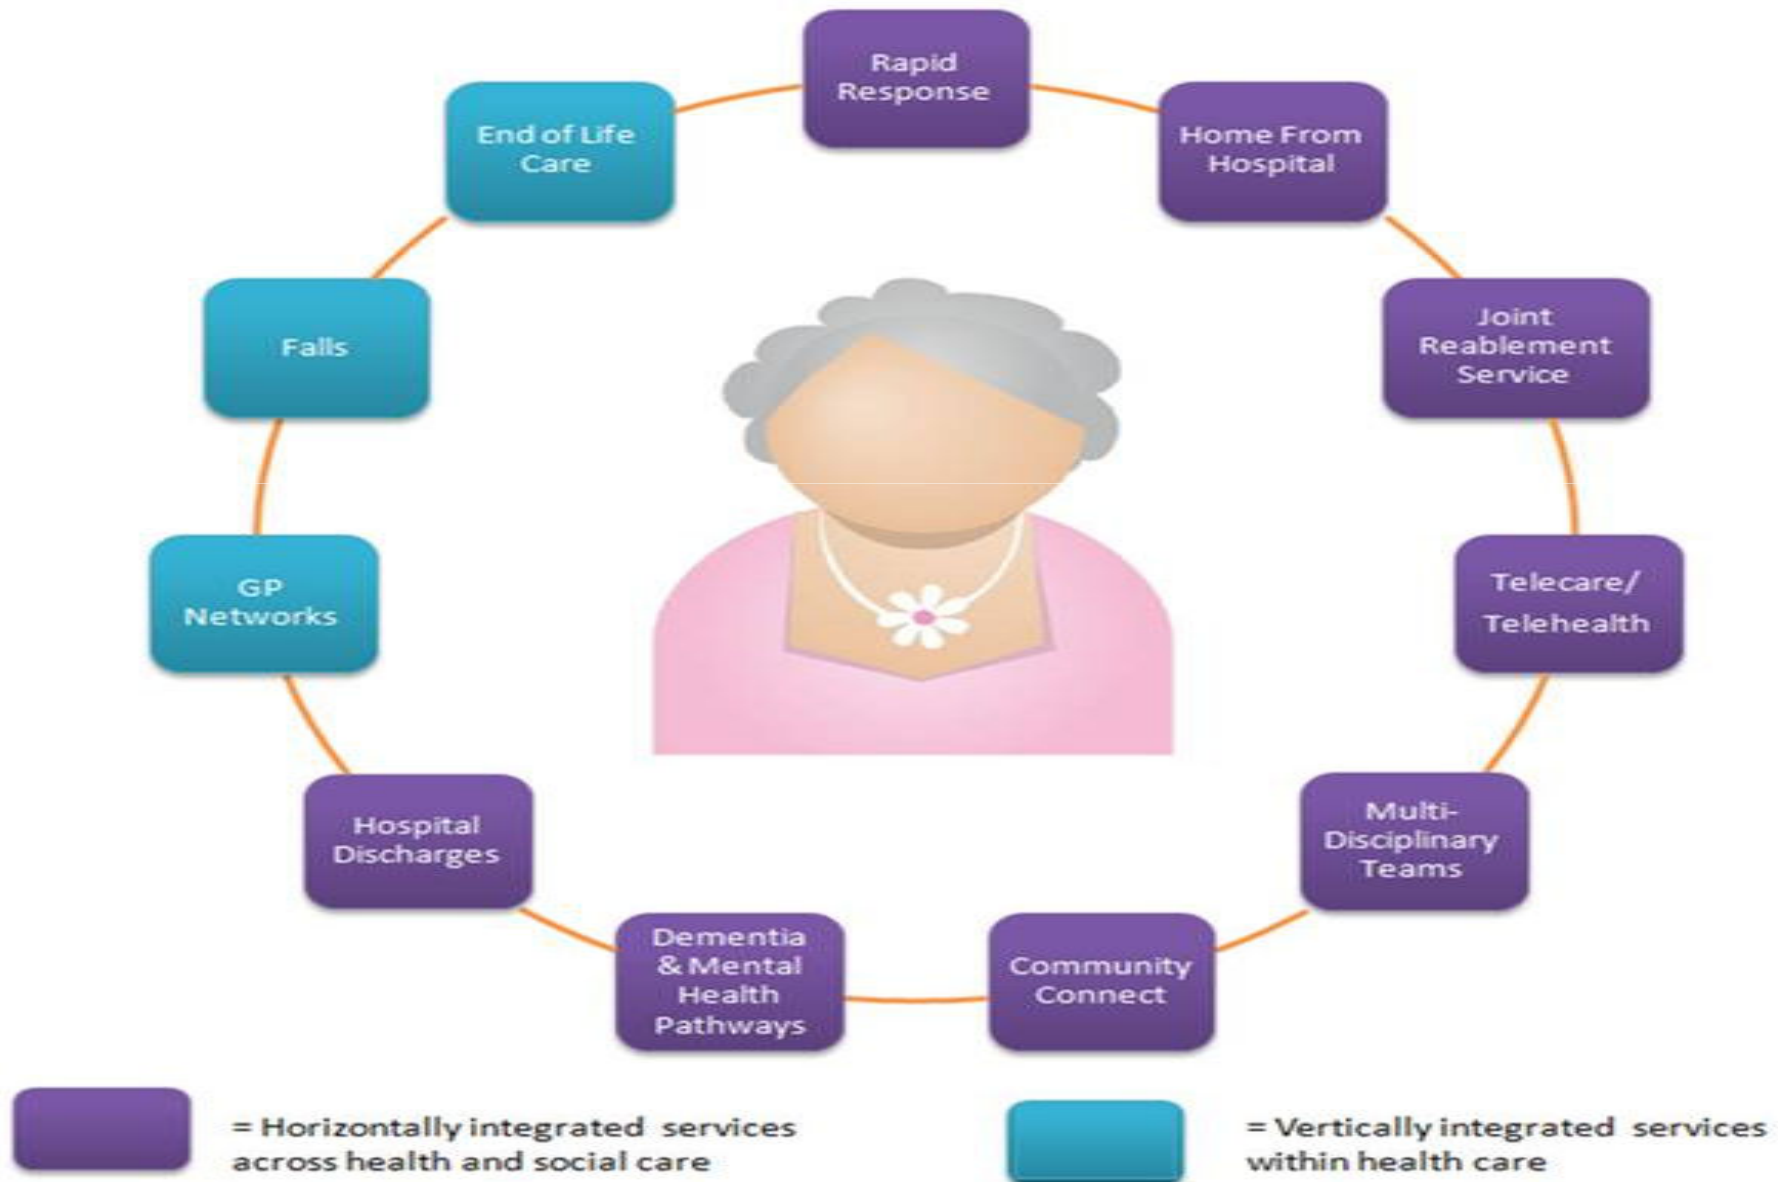 Rapid
Response
Home From
Hospital
Joint
Reablement
Service
Telecare/
Telehealth
Multi-
Disciplinary
Teams
Community
Connect
Dementia
& Mental
Health
Pathways
Hospital
Discharges
GP
Networks
Falls
End of Life
Care
= Horizontally integrated services
across health and social care
= Vertically integrated services
within health care